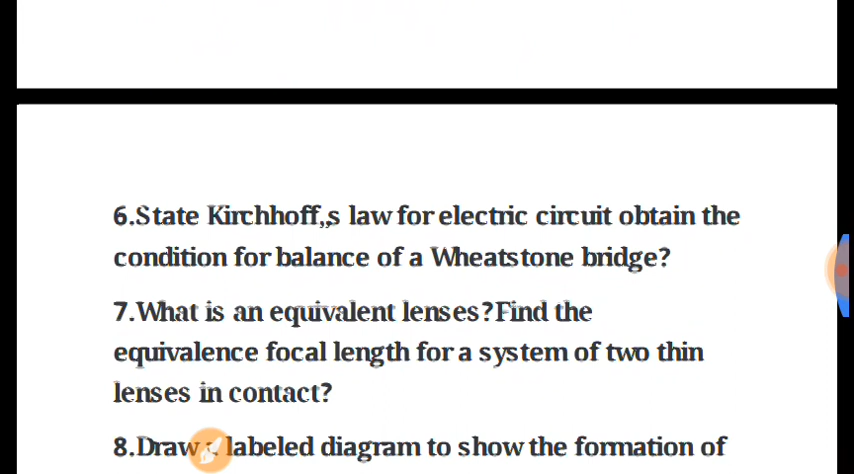 6.State Kirchhoff,,s law for electric circuit obtain the
condition for balance of a Wheatstone bridge?
7.What is an equivalent lenses?Find the
equivalence focal length for a system of two thin
lenses in contact?
8.Draw labeled diagram to show the formation of